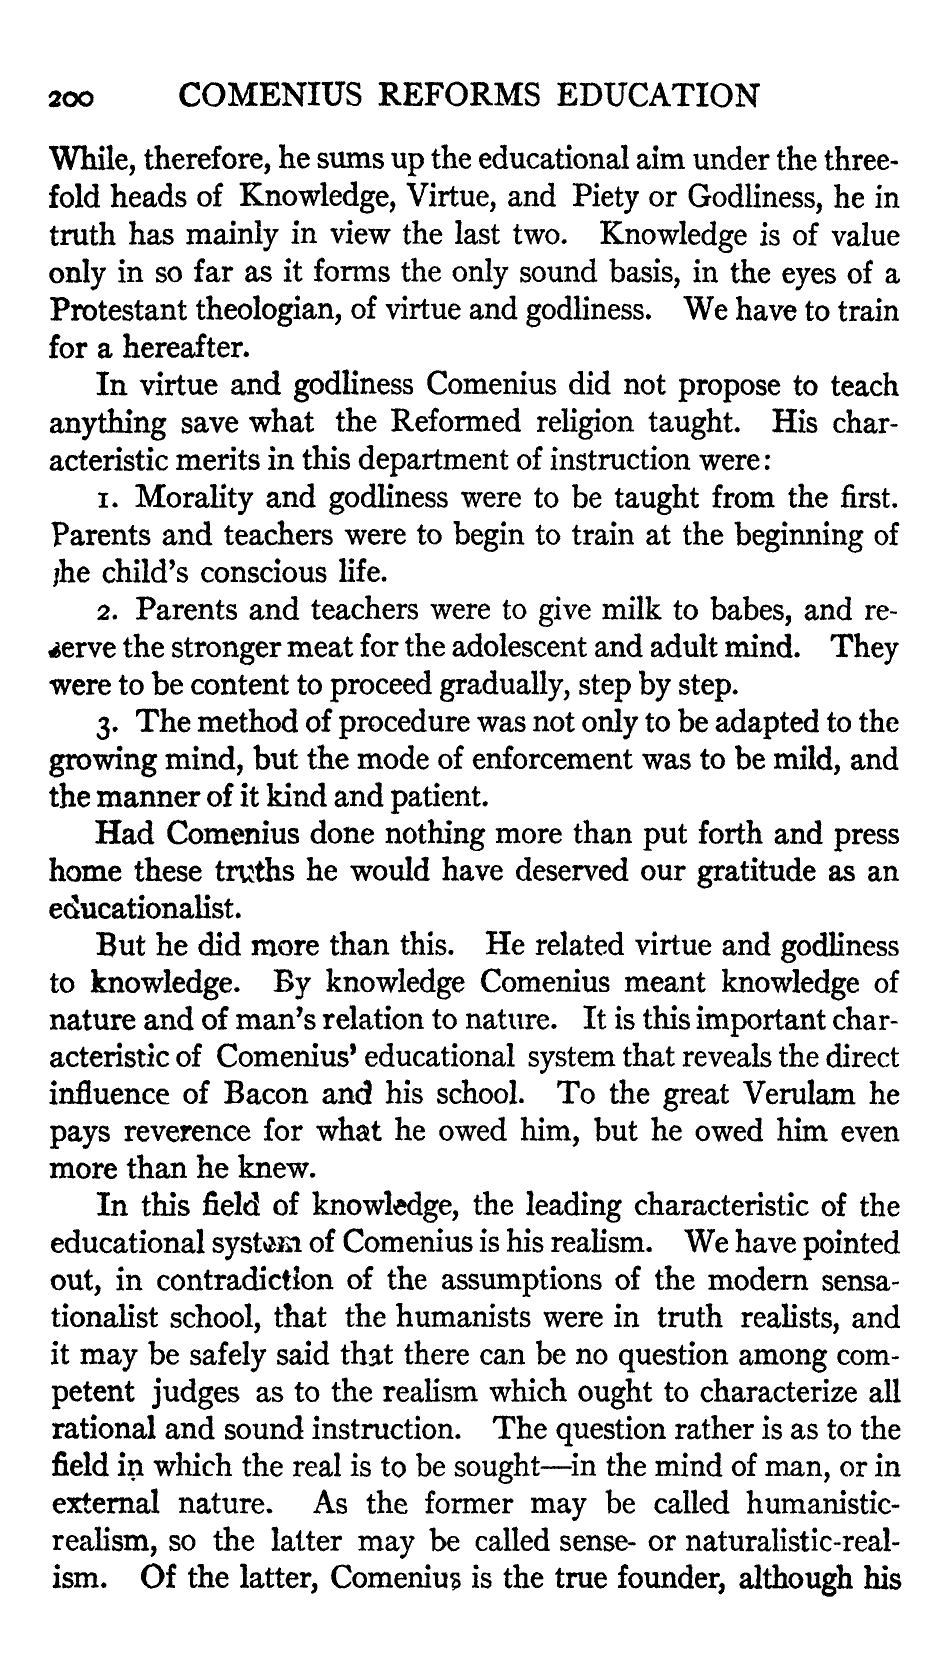 200 COMENIUS REFORMS EDUCATION
While, therefore, he sums up the educational aim under the three-
fold heads of Knowledge, Virtue, and Piety or Godliness, he in
truth has mainly in view the last two. Knowledge is of value
only in so far as it forms the only sound basis, in the eyes of a
Protestant theologian, of virtue and godliness. We have to train
for a hereafter.
In virtue and godliness Comenius did not propose to teach
anything save what the Reformed religion taught. His char-
acteristic merits in this department of instruction were:
1. Morality and godliness were to be taught from the first.
Parents and teachers were to begin to train at the beginning of
the child's conscious life.
2. Parents and teachers were to give milk to babes, and re-
serve the stronger meat for the adolescent and adult mind. They
were to be content to proceed gradually, step by step.
3. The method of procedure was not only to be adapted to the
growing mind, but the mode of enforcement was to be mild, and
the manner of it kind and patient.
Had Comenius done nothing more than put forth and press
home these truths he would have deserved our gratitude as an
educationalist.
But he did more than this. He related virtue and godliness
to knowledge. By knowledge Comenius meant knowledge of
nature and of man's relation to nature. It is this important char-
acteristic of Comenius' educational system that reveals the direct
influence of Bacon and his school. To the great Verulam he
pays reverence for what he owed him, but he owed him even
more than he knew.
In this field of knowledge, the leading characteristic of the
educational system of Comenius is his realism. We have pointed
out, in contradiction of the assumptions of the modern sensa-
tionalist school, that the humanists were in truth realists, and
it may be safely said that there can be no question among com-
petent judges as to the realism which ought to characterize all
rational and sound instruction. The question rather is as to the
field in which the real is to be sought—in the mind of man, or in
external nature. As the former may be called humanistic-
realism, so the latter may be called sense- or naturalistic-real-
ism. Of the latter, Comenius is the true founder, although his